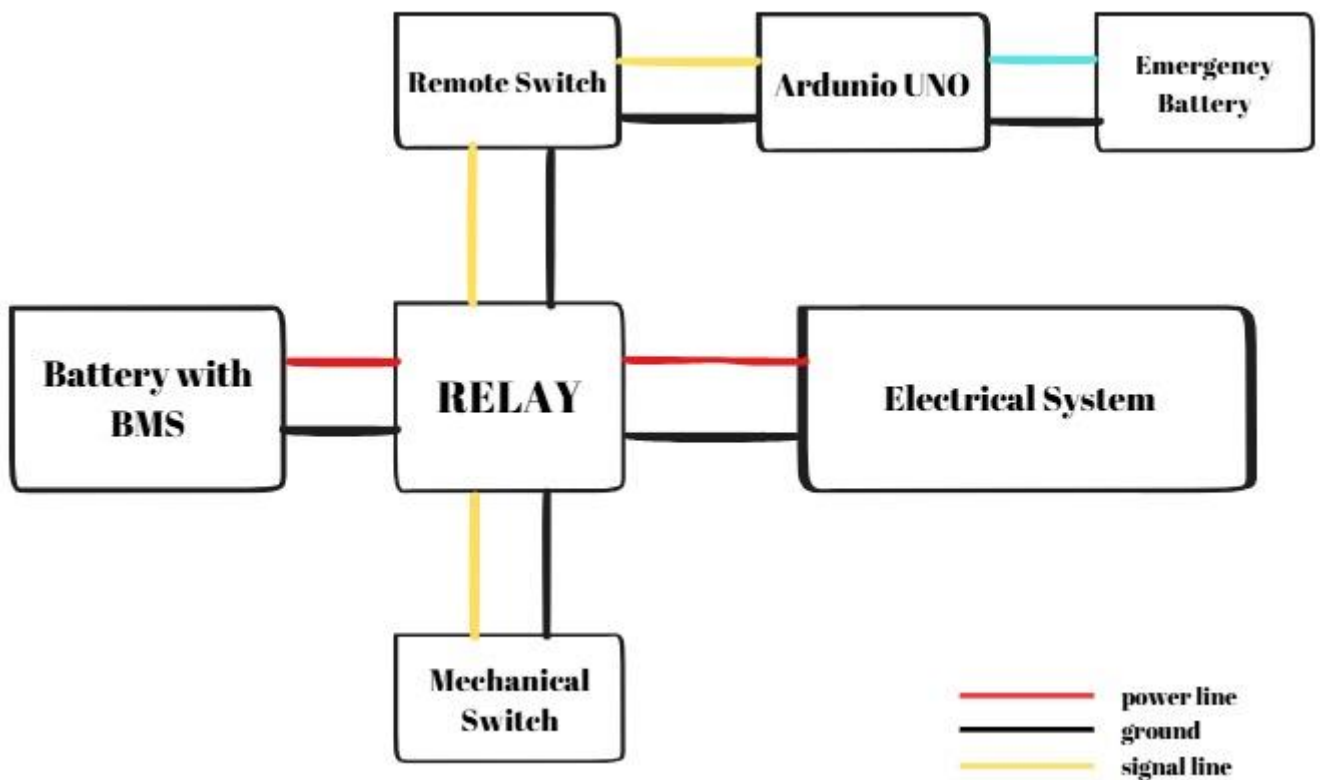 Remote Switch
Ardunio UNO
Emergency
Battery
Battery with
BMS
RELAY
Electrical System
Mechanical
Switch
power line
ground
signal line